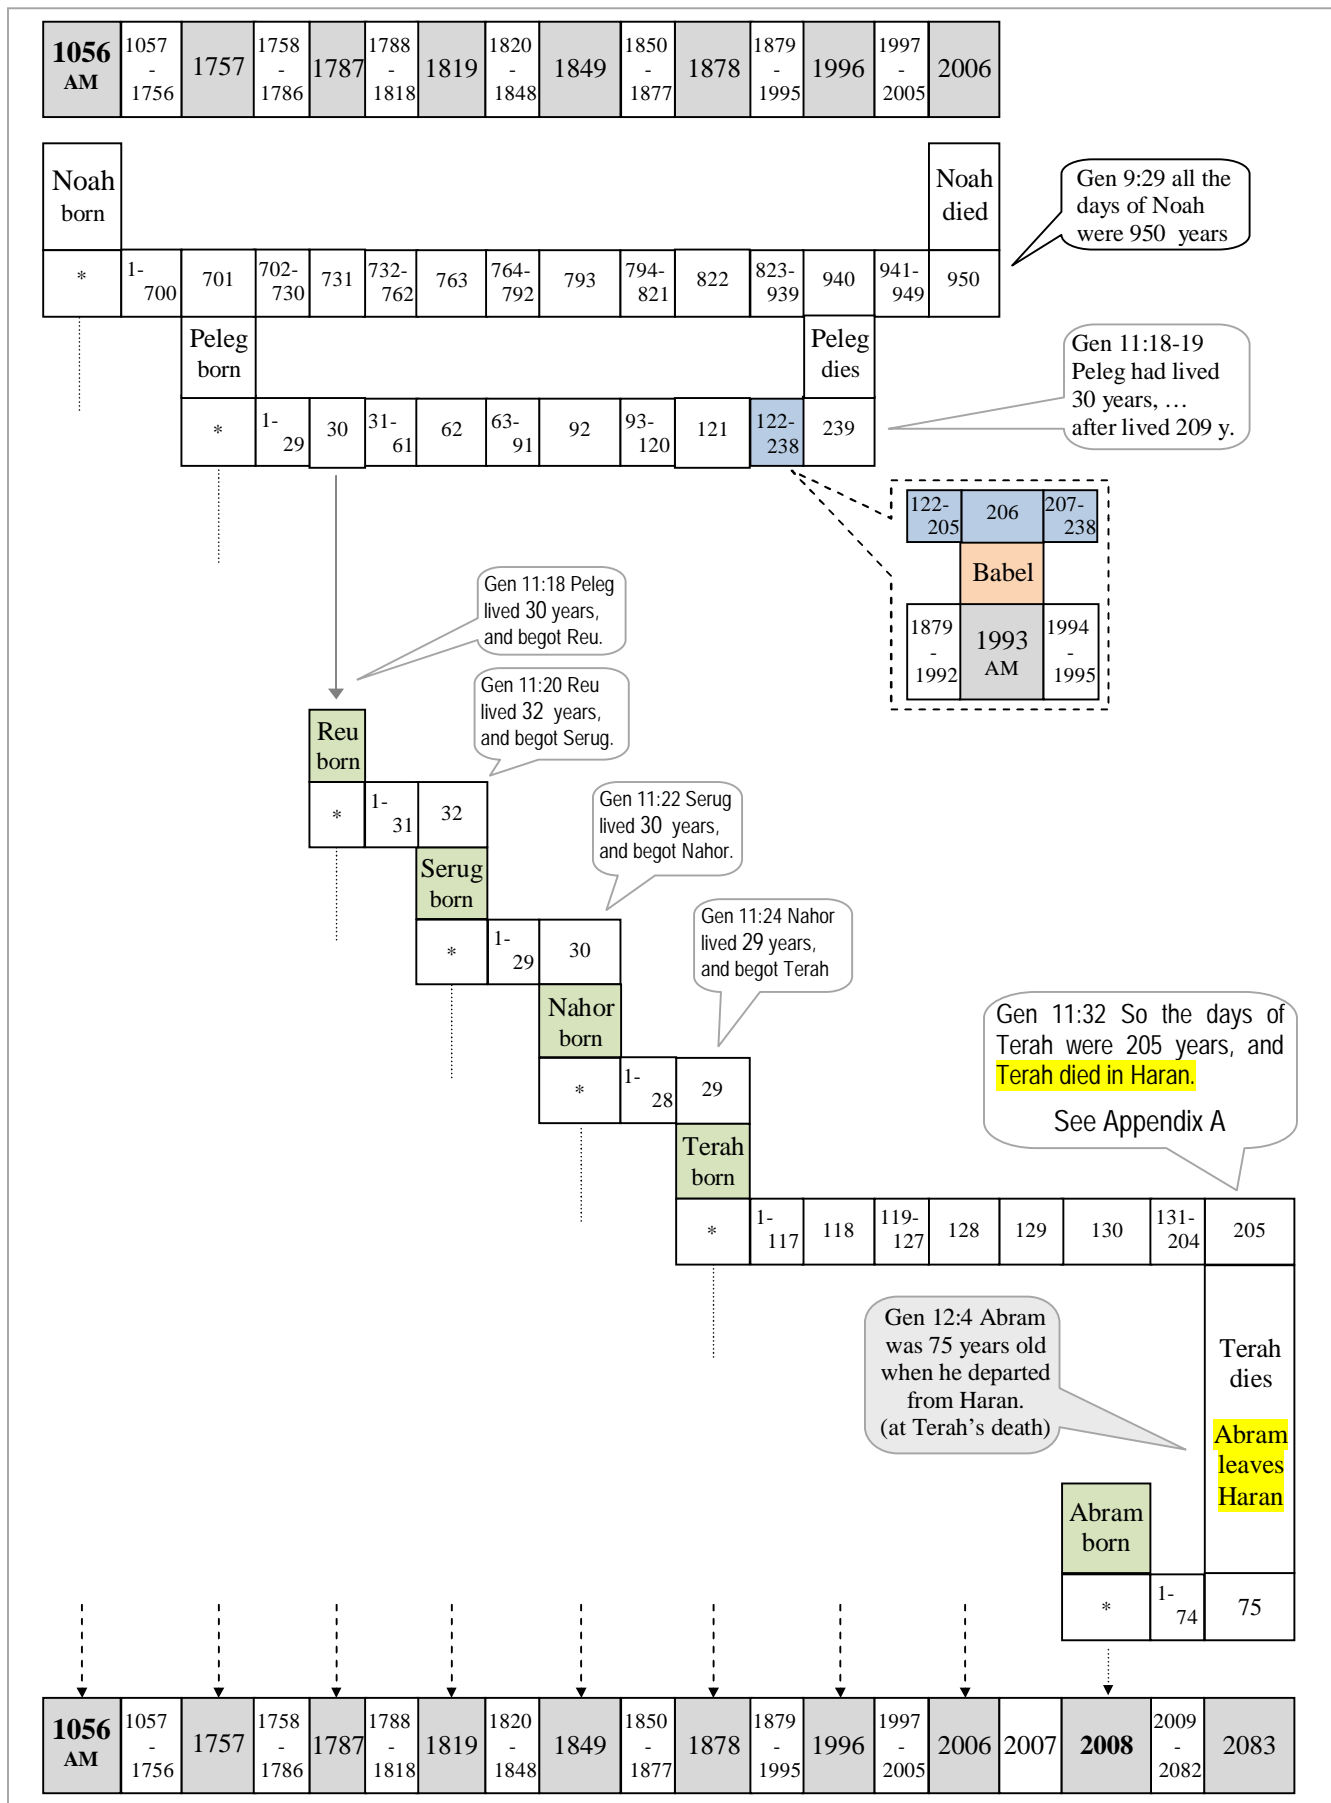 1056 AM 1057 - 1756 1757 1758 - 1786 1787 1788 - 1818 1819 1820 - 1848 1849 1850 - 1877 1878 1879 - 1995 1996 1997 - 2005 2006
Noah
born
Noah
died
Gen 9:29 all the
days of Noah
were 950 years
* 1-700 701 702-730 731 732-762 763 764-792 793 794-821 822 823-939 940 941-949 950
Peleg
born
Peleg
dies
Gen 11:18-19
Peleg had lived
30 years, …
after lived 209 y.
* 1-29 30 31-61 62 63-91 92 93-120 121 122-238 239
122-205 206 207-238
Babel
1879 - 1992 1993 AM 1994 - 1995
Gen 11:18 Peleg
lived 30 years,
and begot Reu.
Gen 11:20 Reu
lived 32 years,
and begot Serug.
Reu
born
* 1-31 32
Gen 11:22 Serug
lived 30 years,
and begot Nahor.
Serug
born
* 1-29 30
Gen 11:24 Nahor
lived 29 years,
and begot Terah
Nahor
born
* 1-28 29
Gen 11:32 So the days of
Terah were 205 years, and
Terah died in Haran.
See Appendix A
Terah
born
* 1-117 118 119-127 128 129 130 131-204 205
Gen 12:4 Abram
was 75 years old
when he departed
from Haran.
(at Terah's death)
Terah
dies
Abram
leaves
Haran
Abram
born
* 1-74 75
1056 AM 1057 - 1756 1757 1758 - 1786 1787 1788 - 1818 1819 1820 - 1848 1849 1850 - 1877 1878 1879 - 1995 1996 1997 - 2005 2006 2007 2008 2009 - 2082 2083